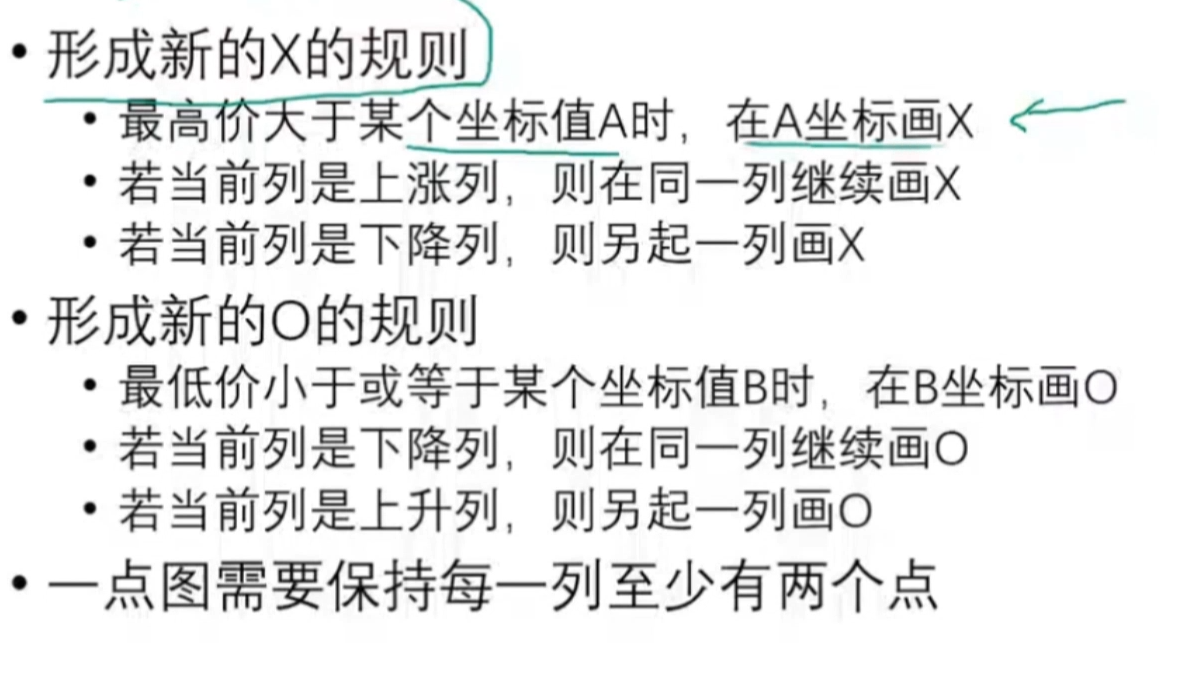 • 形成新的X的规则
• 最高价大于某个坐标值A时，在A坐标画X
• 若当前列是上涨列，则在同一列继续画X
• 若当前列是下降列，则另起一列画X
• 形成新的O的规则
• 最低价小于或等于某个坐标值B时，在B坐标画O
• 若当前列是下降列，则在同一列继续画O
• 若当前列是上升列，则另起一列画O
• 一点图需要保持每一列至少有两个点